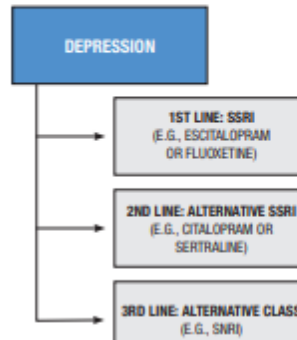 DEPRESSION
1ST LINE: SSRI
(E.G., ESCITALOPRAM
OR FLUOXETINE)
2ND LINE: ALTERNATIVE SSRI
(E.G., CITALOPRAM OR
SERTRALINE)
3RD LINE: ALTERNATIVE CLASS
(E.G., SNRI)